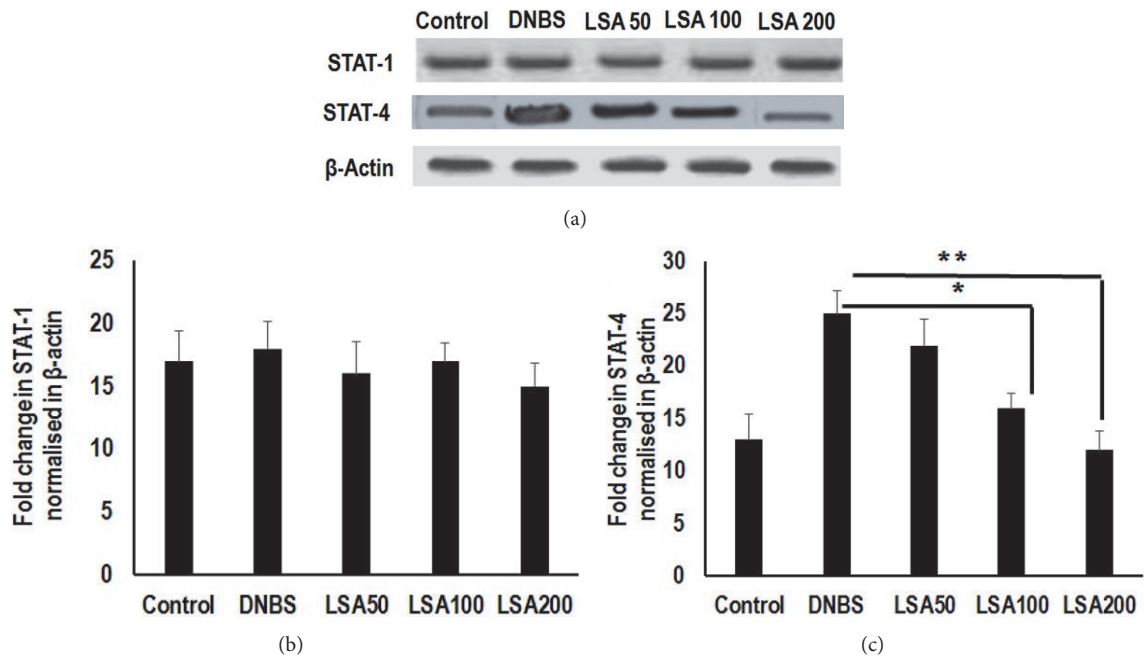 Control DNBS LSA 50 LSA 100 LSA 200
STAT-1
STAT-4
β-Actin
(a)
Fold change in STAT-1
normalised in β-actin
25
20
15
10
5
0
Control DNBS LSA50 LSA100 LSA200
(b)
Fold change in STAT-4
normalised in β-actin
30
25
20
15
10
5
0
**
*
Control DNBS LSA50 LSA100 LSA200
(c)